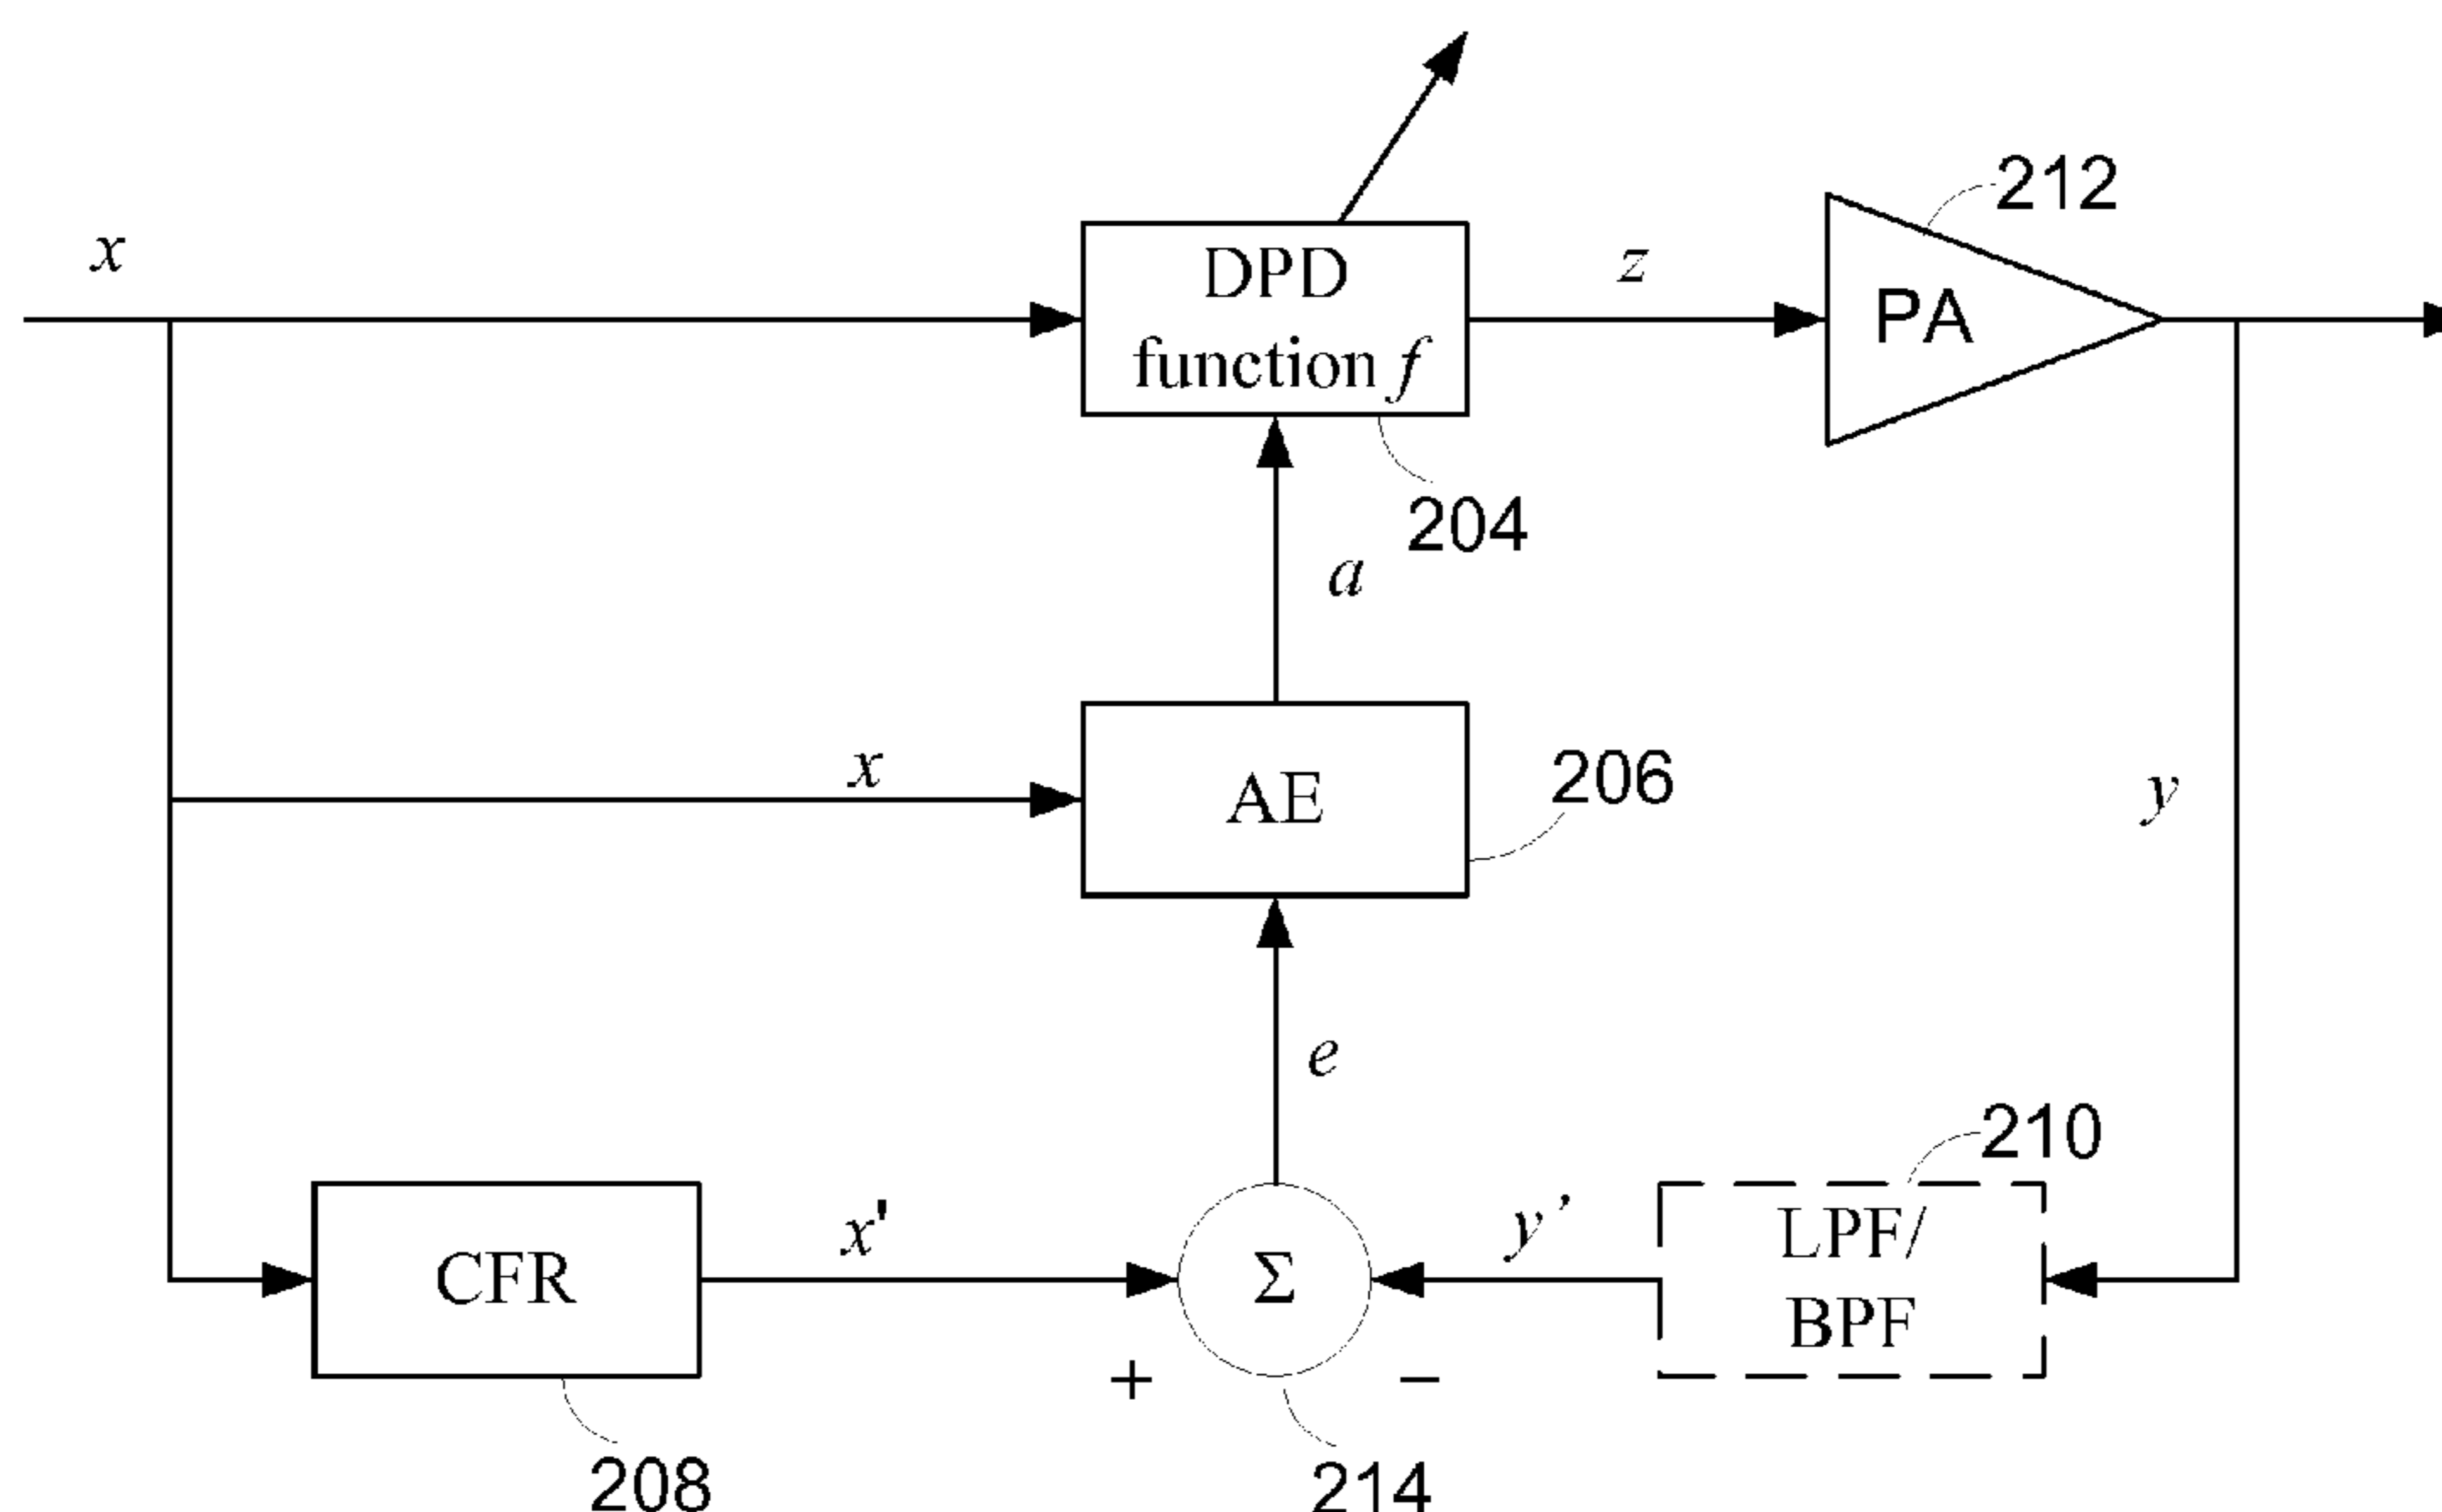 212
x
DPD
function f
z
PA
204
a
x
AE
206
y
e
210
CFR
x'
Σ
y’
LPF/
BPF
+
−
208
214